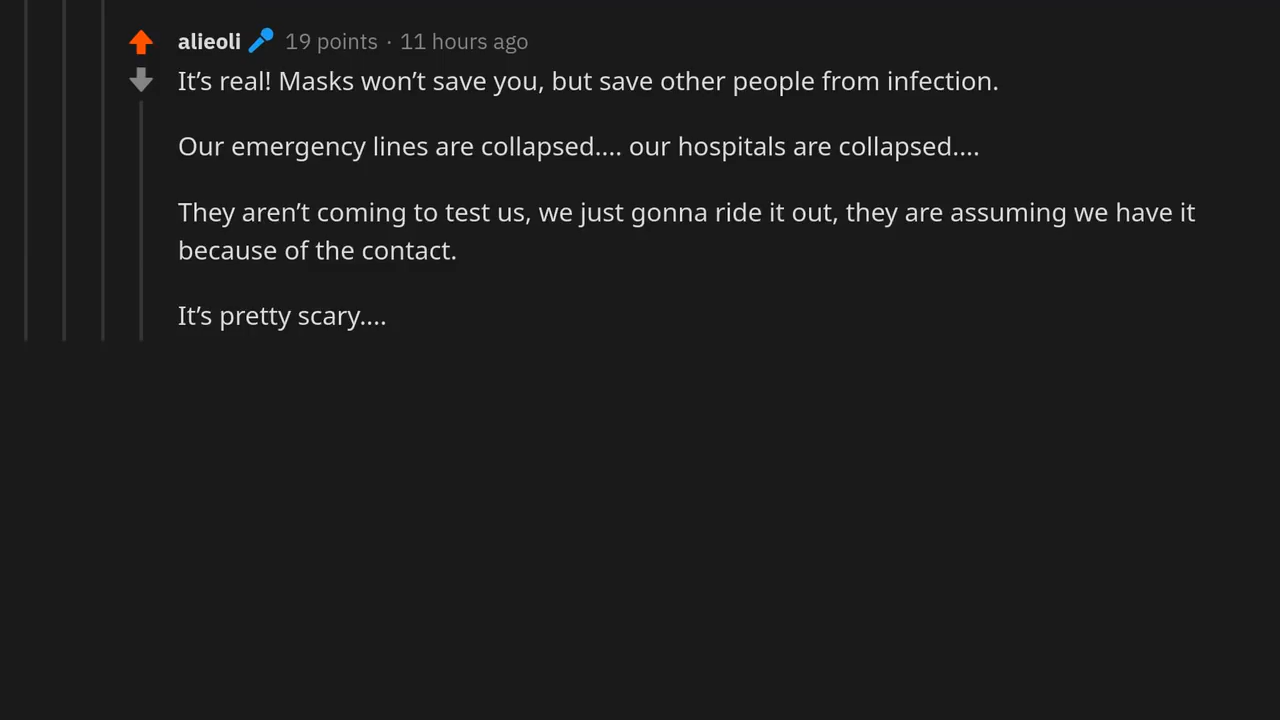 alieoli 19 points · 11 hours ago
It’s real! Masks won’t save you, but save other people from infection.
Our emergency lines are collapsed.... our hospitals are collapsed....
They aren’t coming to test us, we just gonna ride it out, they are assuming we have it
because of the contact.
It’s pretty scary....